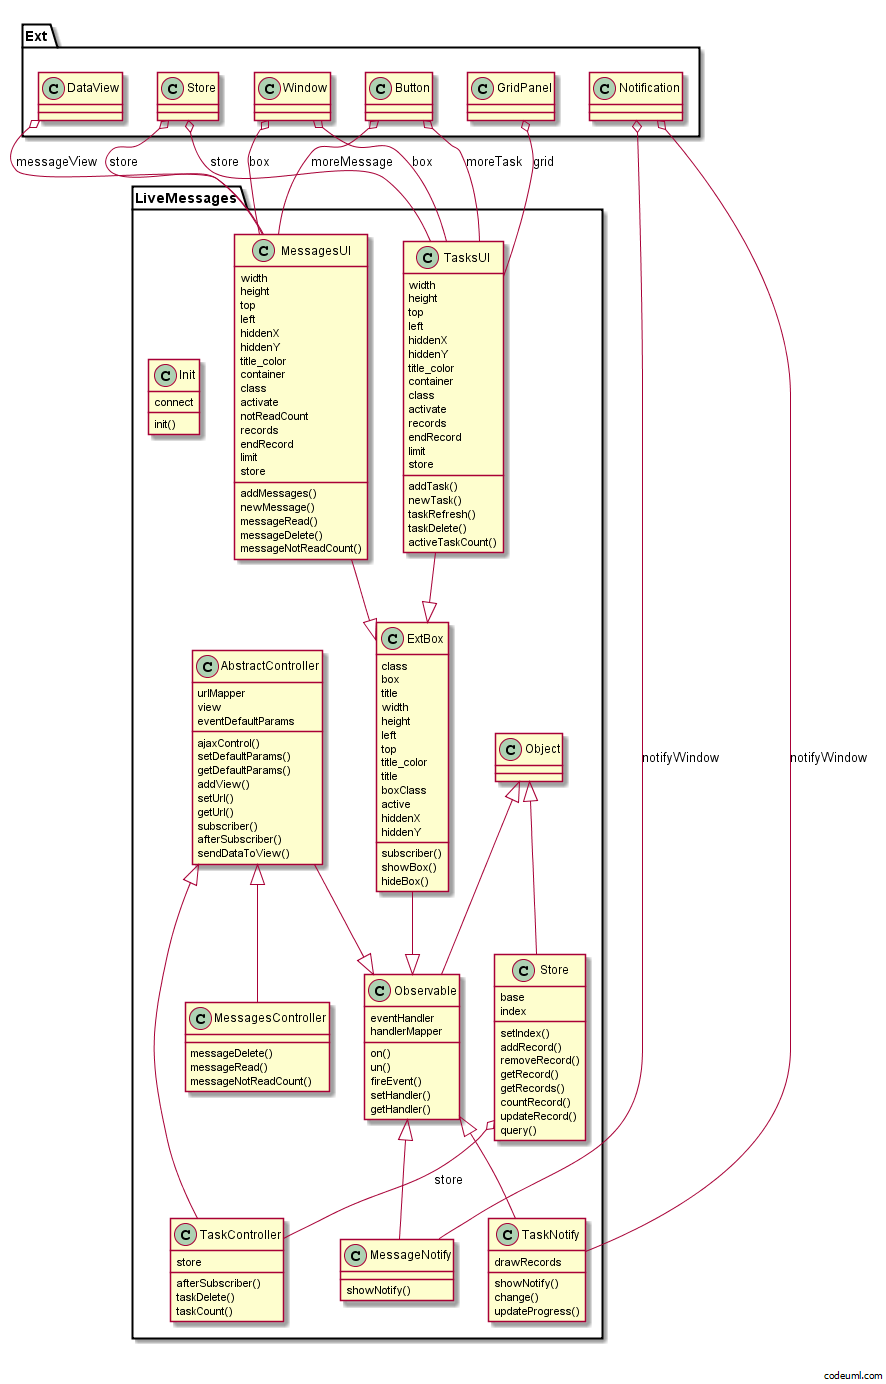 Ext
C DataView
C Store
C Window
C Button
C GridPanel
C Notification
messageView
store
store
box
moreMessage
box
moreTask
grid
LiveMessages
C MessagesUI
width
height
top
left
hiddenX
hiddenY
title_color
container
class
activate
notReadCount
records
endRecord
limit
store
addMessages()
newMessage()
messageRead()
messageDelete()
messageNotReadCount()
C TasksUI
width
height
top
left
hiddenX
hiddenY
title_color
container
class
activate
records
endRecord
limit
store
addTask()
newTask()
taskRefresh()
taskDelete()
activeTaskCount()
C Init
connect
init()
C ExtBox
class
box
title
width
height
left
top
title_color
title
boxClass
active
hiddenX
hiddenY
subscriber()
showBox()
hideBox()
C AbstractController
urlMapper
view
eventDefaultParams
ajaxControl()
setDefaultParams()
getDefaultParams()
addView()
setUrl()
getUrl()
subscriber()
afterSubscriber()
sendDataToView()
C Object
notifyWindow
notifyWindow
C MessagesController
messageDelete()
messageRead()
messageNotReadCount()
C Observable
eventHandler
handlerMapper
on()
un()
fireEvent()
setHandler()
getHandler()
C Store
base
index
setIndex()
addRecord()
removeRecord()
getRecord()
getRecords()
countRecord()
updateRecord()
query()
store
C TaskController
store
afterSubscriber()
taskDelete()
taskCount()
C MessageNotify
showNotify()
C TaskNotify
drawRecords
showNotify()
change()
updateProgress()
codeuml.com